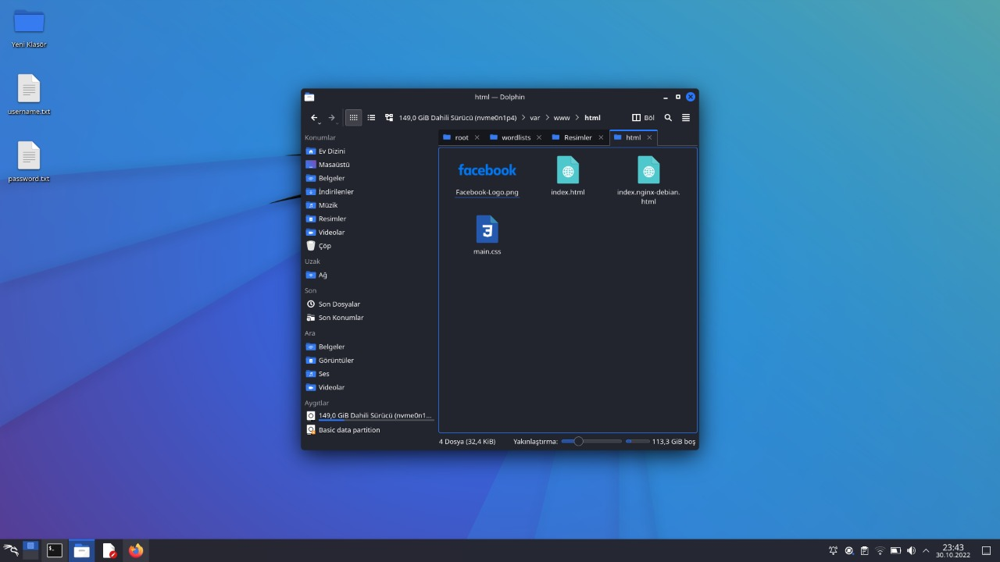 Yeni Klasör
username.txt
password.txt
html — Dolphin
149,0 GiB Dahili Sürücü (nvme0n1p4) > var > www > html
Böl
Konumlar
Ev Dizini
Masaüstü
Belgeler
İndirilenler
Müzik
Resimler
Videolar
Çöp
Uzak
Ağ
Son
Son Dosyalar
Son Konumlar
Ara
Belgeler
Görüntüler
Ses
Videolar
Aygıtlar
149,0 GiB Dahili Sürücü (nvme0n1...
Basic data partition
root
wordlists
Resimler
html
facebook
Facebook-Logo.png
index.html
index.nginx-debian.
html
3
main.css
4 Dosya (32,4 KiB)
Yakınlaştırma:
113,3 GiB boş
23:43
30.10.2022